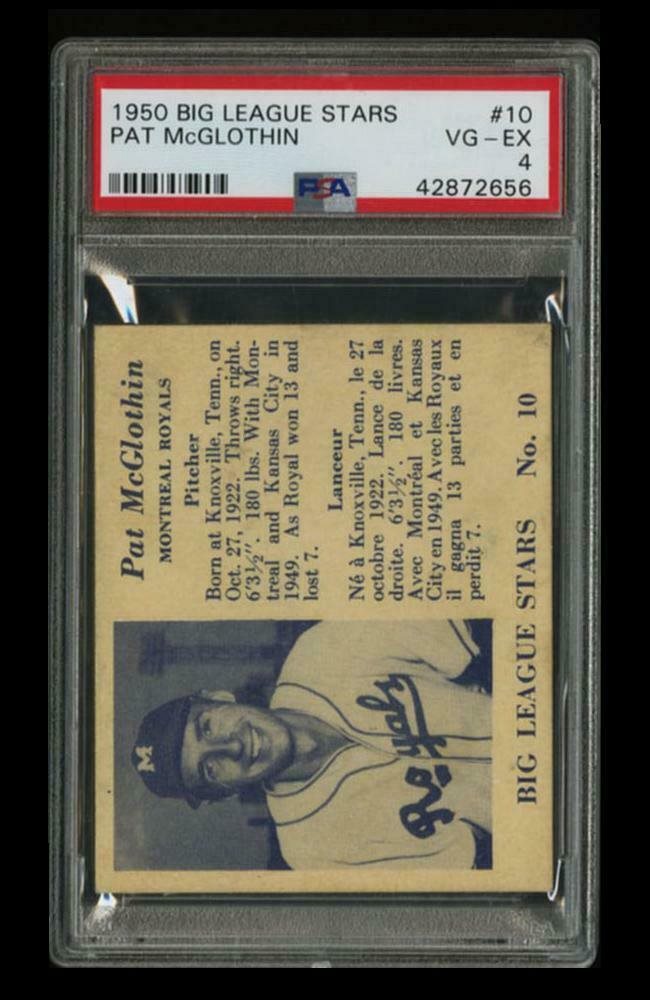 1950 BIG LEAGUE STARS #10
PAT McGLOTHIN VG-EX
4
PSA 42872656
Pat McGlothin
MONTREAL ROYALS
Pitcher
Born at Knoxville, Tenn., on
Oct. 27, 1922. Throws right.
6'3½". 180 lbs. With Mon-
treal and Kansas City in
1949. As Royal won 13 and
lost 7.
Lanceur
Né à Knoxville, Tenn., le 27
octobre 1922. Lance de la
droite. 6'3½". 180 livres.
Avec Montréal et Kansas
City en 1949. Avec les Royaux
il gagna 13 parties et en
perdit 7.
M
Royals
BIG LEAGUE STARS No. 10